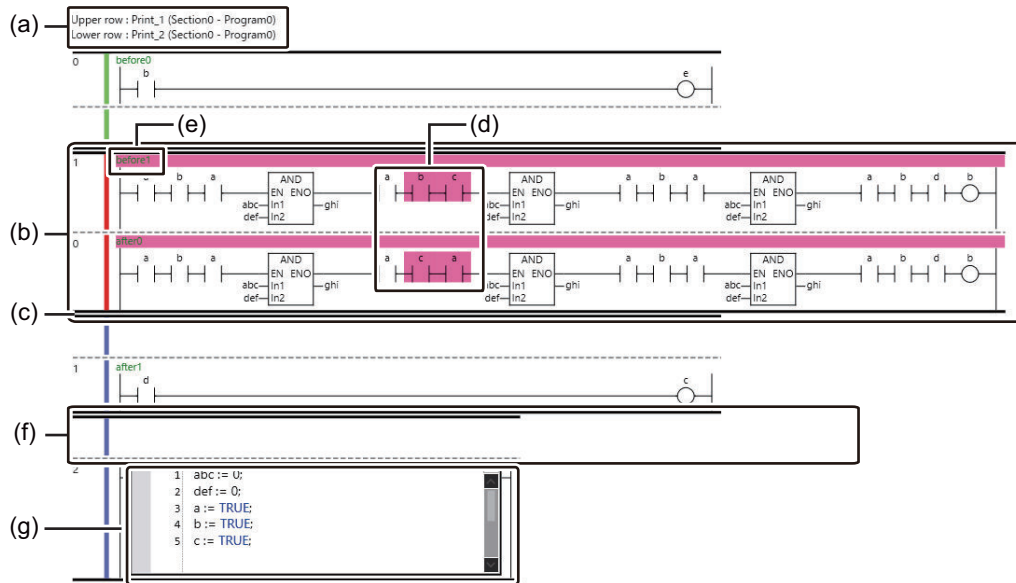 (a)
Upper row : Print_1 (Section0 - Program0)
Lower row : Print_2 (Section0 - Program0)
0
before0
b
e
(e)
(d)
(b)
1
before1
b a
AND
EN ENO
abc In1
ghi
def In2
a b c
AND
EN ENO
bc In1
ghi
def In2
a b a
AND
EN ENO
abc In1
ghi
def In2
a b d b
0
after0
a b a
AND
EN ENO
abc In1
ghi
def In2
a c a
AND
EN ENO
bc In1
ghi
def In2
a b a
AND
EN ENO
abc In1
ghi
def In2
a b d b
(c)
1
after1
d
c
(f)
2
(g)
1 abc := 0;
2 def := 0;
3 a := TRUE;
4 b := TRUE;
5 c := TRUE;